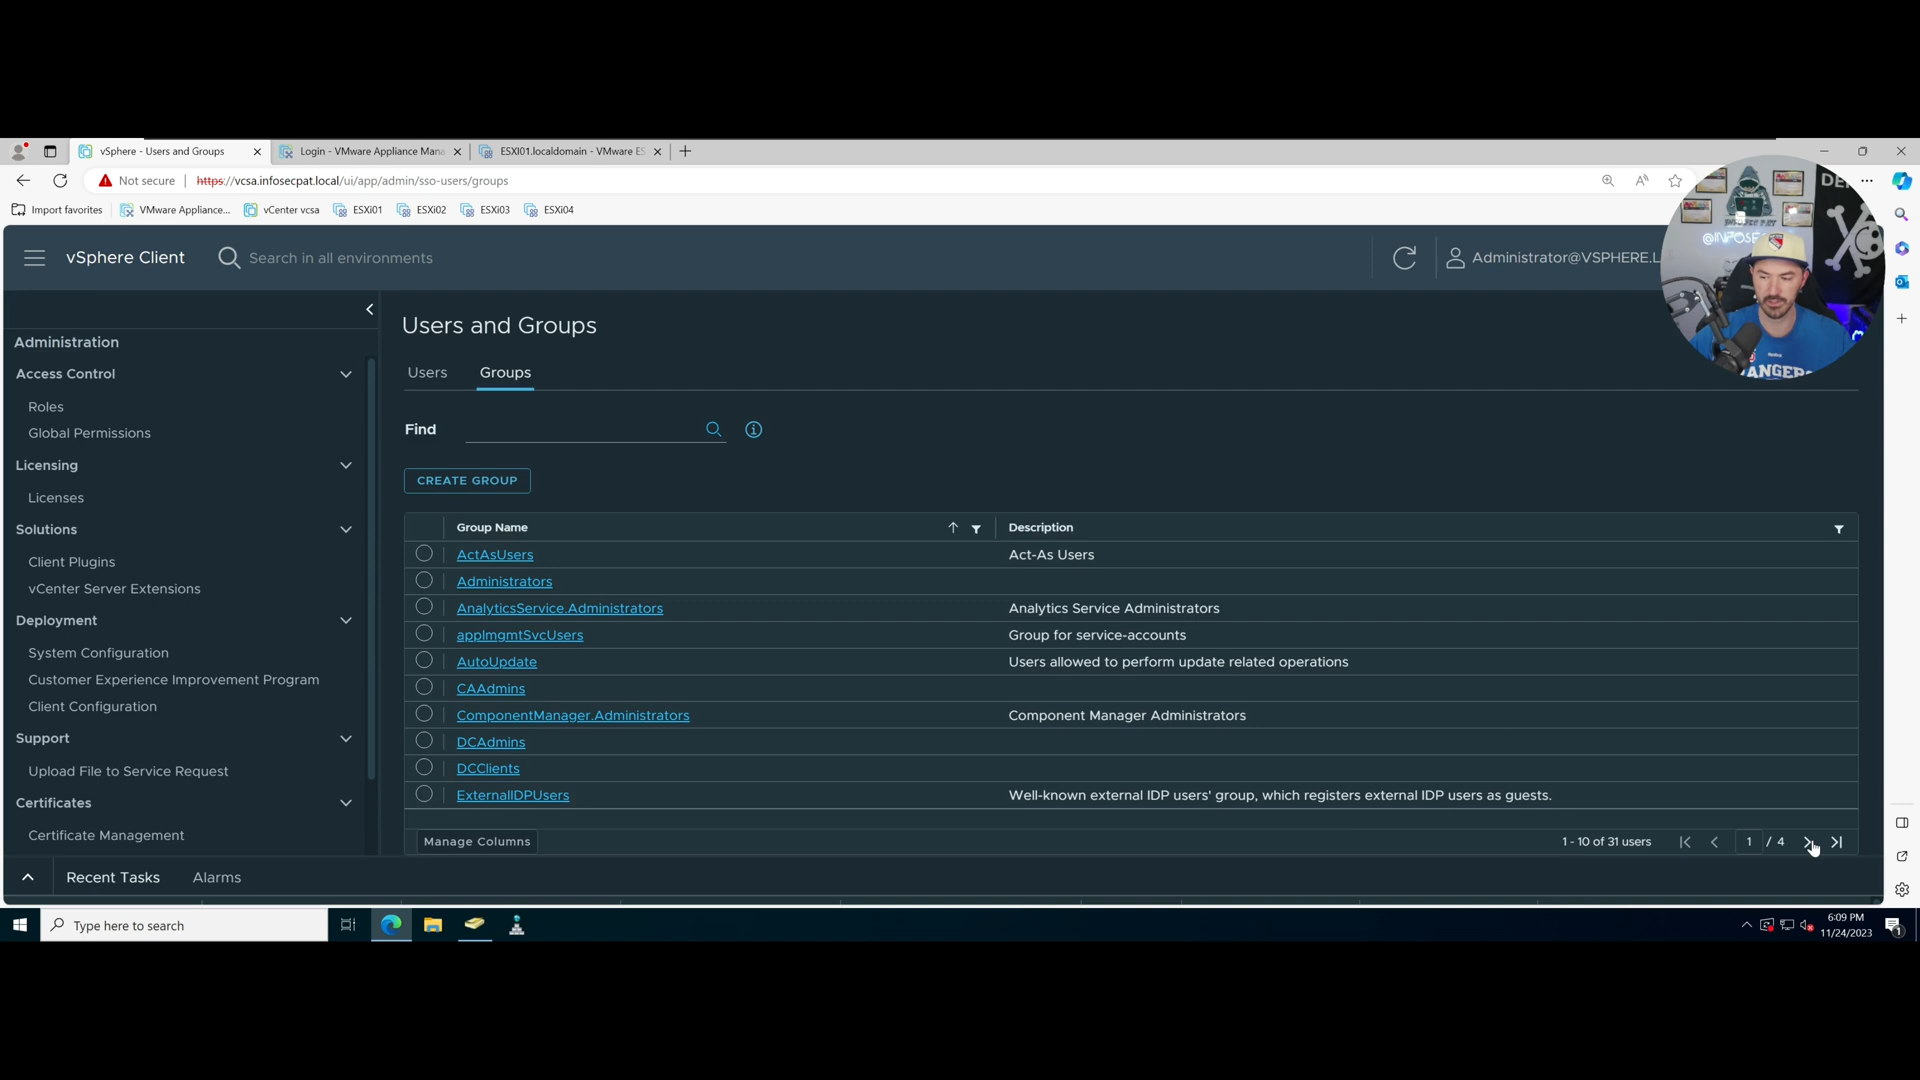 vSphere - Users and Groups
Login - VMware Appliance Mana
ESXI01.localdomain - VMware ES
Not secure
https://vcsa.infosecpat.local/ui/app/admin/sso-users/groups
Import favorites
VMware Appliance...
vCenter vcsa
ESXi01
ESXi02
ESXi03
ESXi04
vSphere Client
Search in all environments
Administrator@VSPHERE.L
Administration
Access Control
Roles
Global Permissions
Licensing
Licenses
Solutions
Client Plugins
vCenter Server Extensions
Deployment
System Configuration
Customer Experience Improvement Program
Client Configuration
Support
Upload File to Service Request
Certificates
Certificate Management
Users and Groups
Users
Groups
Find
CREATE GROUP
Group Name
Description
ActAsUsers
Act-As Users
Administrators
AnalyticsService.Administrators
Analytics Service Administrators
applmgmtSvcUsers
Group for service-accounts
AutoUpdate
Users allowed to perform update related operations
CAAdmins
ComponentManager.Administrators
Component Manager Administrators
DCAdmins
DCClients
ExternalIDPUsers
Well-known external IDP users' group, which registers external IDP users as guests.
Manage Columns
1 - 10 of 31 users
1 / 4
Recent Tasks
Alarms
Type here to search
6:09 PM
11/24/2023
1